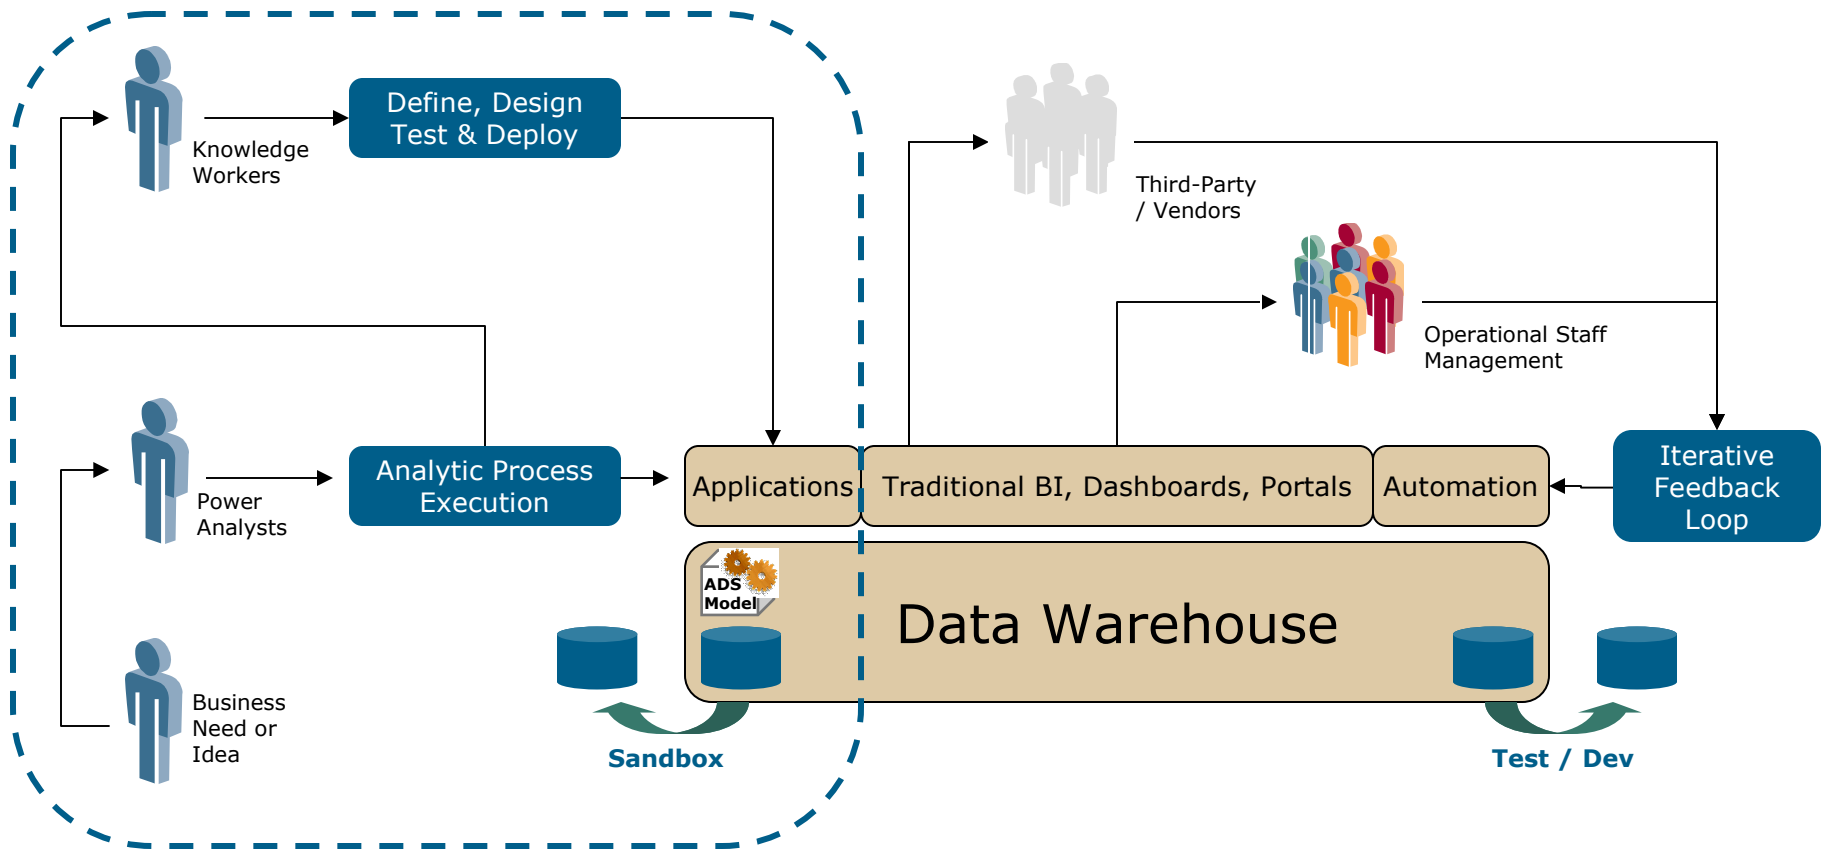 Define, Design
Test & Deploy
Knowledge
Workers
Third-Party
/ Vendors
Operational Staff
Management
Analytic Process
Execution
Power
Analysts
Applications
Traditional BI, Dashboards, Portals
Automation
Iterative
Feedback
Loop
ADS
Model
Data Warehouse
Business
Need or
Idea
Sandbox
Test / Dev